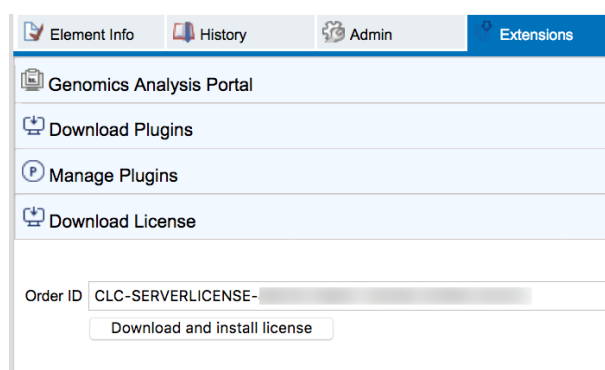 Element Info History Admin Extensions
Genomics Analysis Portal
Download Plugins
P Manage Plugins
Download License
Order ID CLC-SERVERLICENSE-
Download and install license